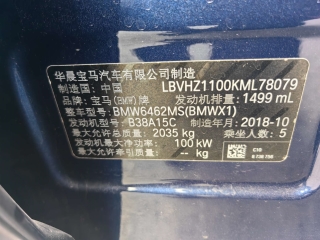 华晨宝马汽车有限公司制造
制造国：中国 LBVHZ1100KML78079
品牌：宝马(BMW)牌 发动机排量：1499 mL
整车型号：BMW6462MS(BMWX1)
发动机型号：B38A15C 制造年月：2018-10
最大允许总质量：2035 kg 乘坐人数：5
发动机最大净功率：100 kW
最大允许牵引质量：-- kg